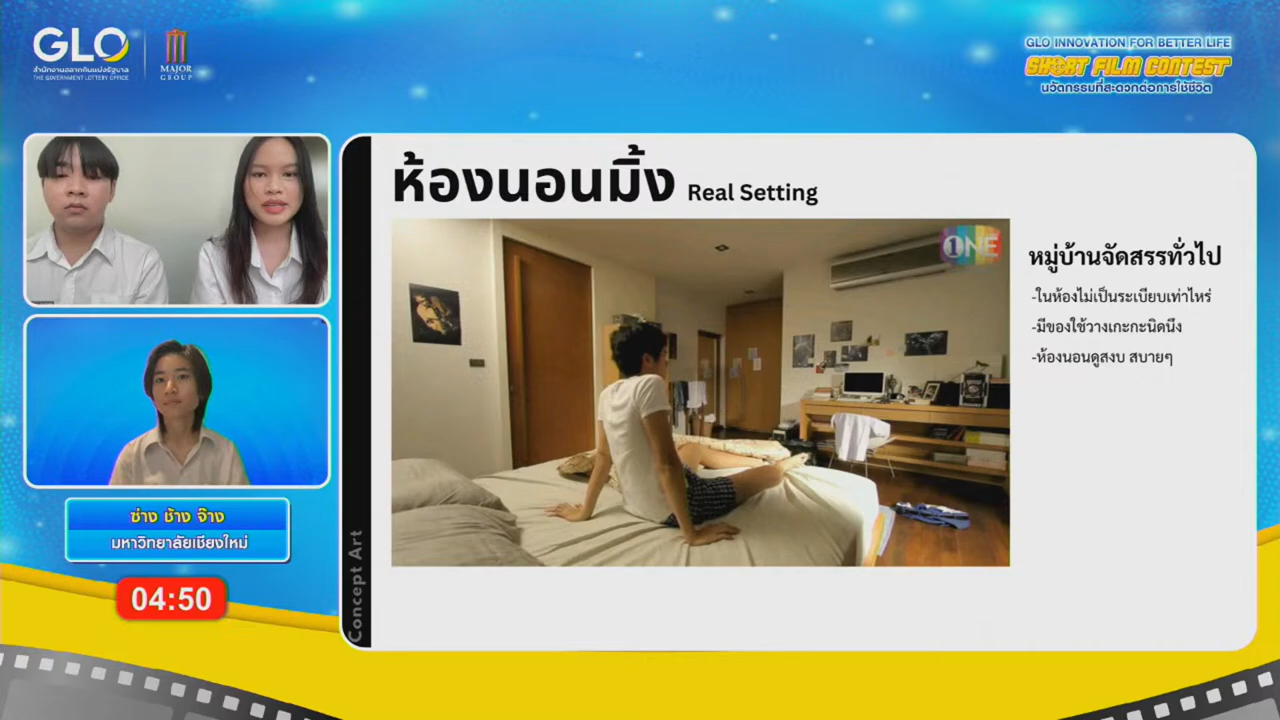 GLO
สำนักงานสลากกินแบ่งรัฐบาล
THE GOVERNMENT LOTTERY OFFICE
MAJOR
GROUP
GLO INNOVATION FOR BETTER LIFE
SHORT FILM CONTEST
นวัตกรรมที่สะดวกต่อการใช้ชีวิต
ห้องนอนมิ้ง Real Setting
ONE
หมู่บ้านจัดสรรทั่วไป
-ในห้องไม่เป็นระเบียบเท่าไหร่
-มีของใช้วางเกะกะนิดนึง
-ห้องนอนดูสงบ สบายๆ
Concept Art
ช่าง ช้าง จ๊าง
มหาวิทยาลัยเชียงใหม่
04:50